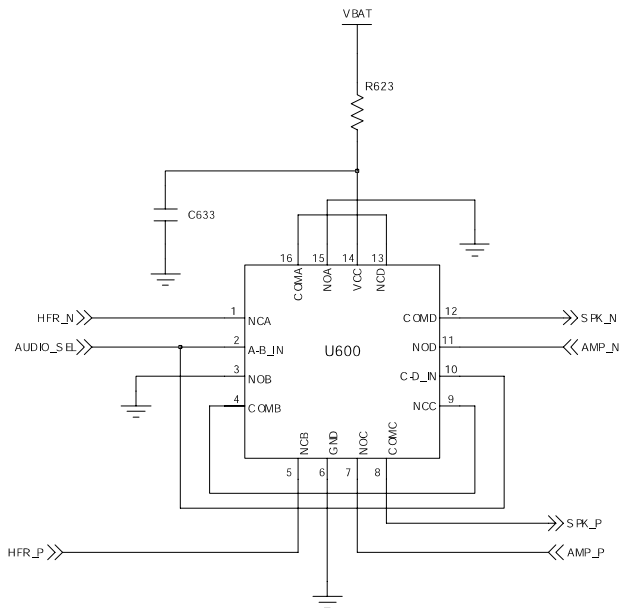 VBAT
R623
C633
16 15 14 13
COMA NOA VCC NCD
HFR_N 1 NCA COMD 12 SPK_N
AUDIO_SEL 2 A-B_IN U600 NOD 11 AMP_N
3 NOB C-D_IN 10
4 COMB NCC 9
NCB GND NOC COMC
5 6 7 8
SPK_P
HFR_P AMP_P